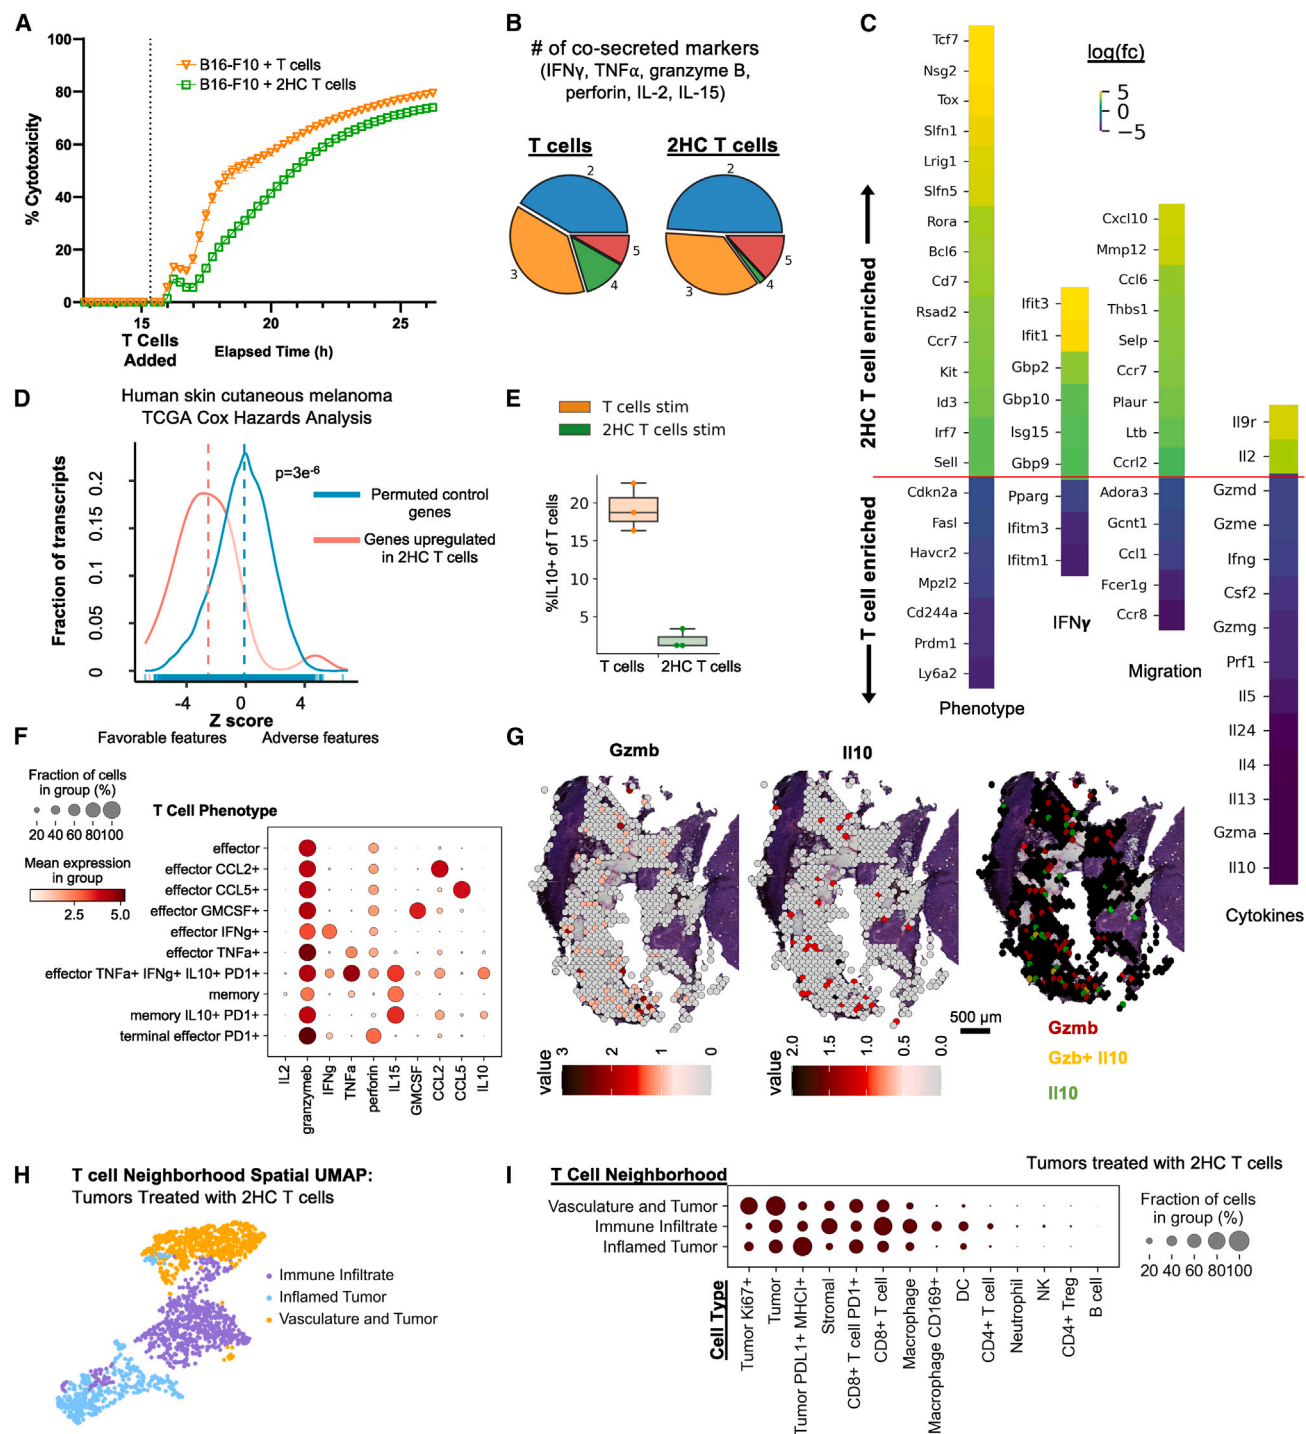 A
100
80
60
40
20
0
% Cytotoxicity
B16-F10 + T cells
B16-F10 + 2HC T cells
15
20
25
T Cells
Added
Elapsed Time (h)
B
# of co-secreted markers
(IFNγ, TNFα, granzyme B,
perforin, IL-2, IL-15)
T cells
2HC T cells
2
3
4
5
2
3
4
5
C
log(fc)
5
0
−5
2HC T cell enriched
T cell enriched
Tcf7
Nsg2
Tox
Slfn1
Lrig1
Slfn5
Rora
Bcl6
Cd7
Rsad2
Ccr7
Kit
Id3
Irf7
Sell
Cdkn2a
Fasl
Havcr2
Mpzl2
Cd244a
Prdm1
Ly6a2
Phenotype
Ifit3
Ifit1
Gbp2
Gbp10
Isg15
Gbp9
Pparg
Ifitm3
Ifitm1
IFNγ
Cxcl10
Mmp12
Ccl6
Thbs1
Selp
Ccr7
Plaur
Ltb
Ccrl2
Adora3
Gcnt1
Ccl1
Fcer1g
Ccr8
Migration
Il9r
Il2
Gzmd
Gzme
Ifng
Csf2
Gzmg
Prf1
Il5
Il24
Il4
Il13
Gzma
Il10
Cytokines
D
Human skin cutaneous melanoma
TCGA Cox Hazards Analysis
p=3e-6
Permuted control
genes
Genes upregulated
in 2HC T cells
Fraction of transcripts
0.2
0.15
0.1
0.05
0
-4
0
4
Z score
Favorable features
Adverse features
E
T cells stim
2HC T cells stim
%IL10+ of T cells
20
15
10
5
T cells
2HC T cells
F
Fraction of cells
in group (%)
20 40 60 80100
Mean expression
in group
2.5
5.0
T Cell Phenotype
effector
effector CCL2+
effector CCL5+
effector GMCSF+
effector IFNg+
effector TNFa+
effector TNFa+ IFNg+ IL10+ PD1+
memory
memory IL10+ PD1+
terminal effector PD1+
IL2
granzymeb
IFNg
TNFa
perforin
IL15
GMCSF
CCL2
CCL5
IL10
G
Gzmb
Il10
value
3
2
1
0
value
2.0
1.5
1.0
0.5
0.0
500 µm
Gzmb
Gzb+ Il10
Il10
H
T cell Neighborhood Spatial UMAP:
Tumors Treated with 2HC T cells
Immune Infiltrate
Inflamed Tumor
Vasculature and Tumor
I
T Cell Neighborhood
Tumors treated with 2HC T cells
Vasculature and Tumor
Immune Infiltrate
Inflamed Tumor
Cell Type
Tumor Ki67+
Tumor
Tumor PDL1+ MHCI+
Stromal
CD8+ T cell PD1+
CD8+ T cell
Macrophage
Macrophage CD169+
DC
CD4+ T cell
Neutrophil
NK
CD4+ Treg
B cell
Fraction of cells
in group (%)
20 40 60 80100